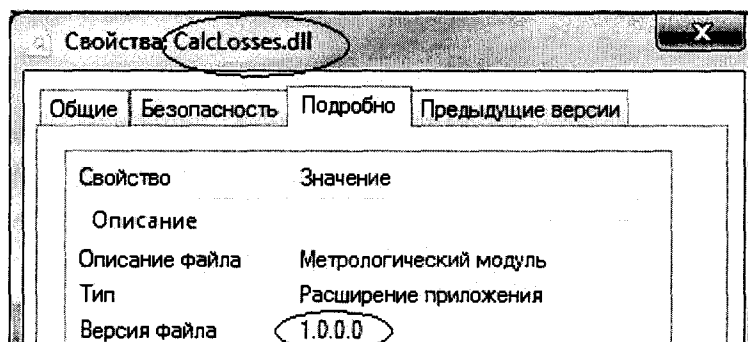 Свойства: CalcLosses.dll
Общие Безопасность Подробно Предыдущие версии
Свойство Значение
Описание
Описание файла Метрологический модуль
Тип Расширение приложения
Версия файла 1.0.0.0